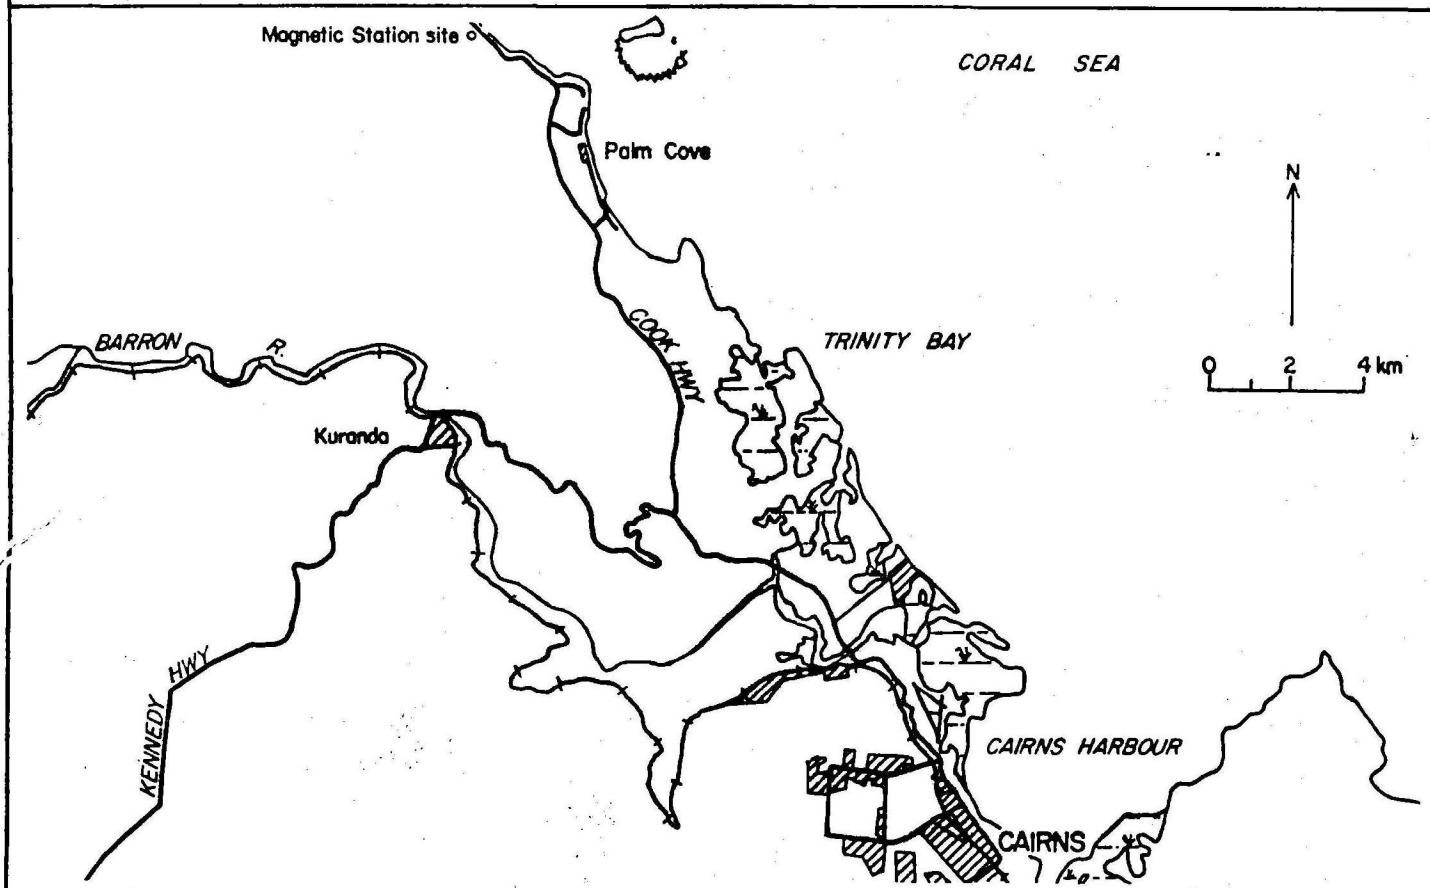 Magnetic Station site
CORAL SEA
Palm Cove
N
TRINITY BAY
COOK HWY
BARRON R.
0 2 4 km
Kuranda
KENNEDY HWY
CAIRNS HARBOUR
CAIRNS